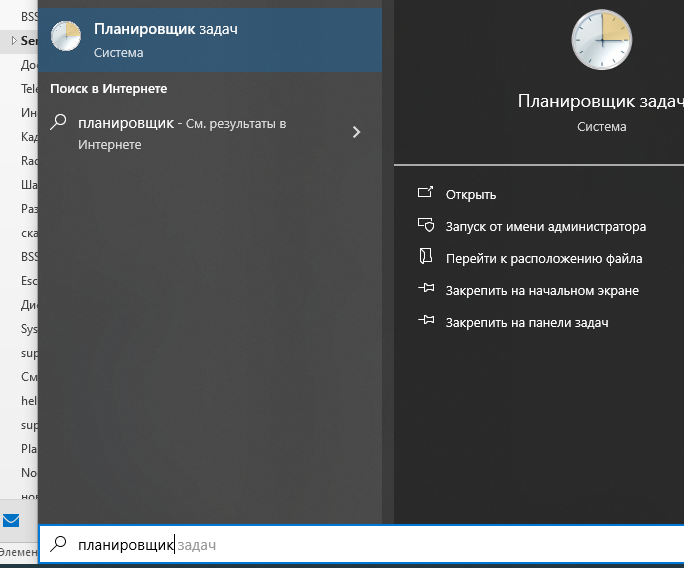 BSS
Планировщик задач
Система
Поиск в Интернете
планировщик - См. результаты в
Интернете
Планировщик задач
Система
Открыть
Запуск от имени администратора
Перейти к расположению файла
Закрепить на начальном экране
Закрепить на панели задач
Ser
До
Tele
Ин
Кад
Rac
Ша
Раз
ска
BSS
Esc
Ди
Sys
sup
См
hel
sup
Pla
No
нов
планировщик задач
Элемен